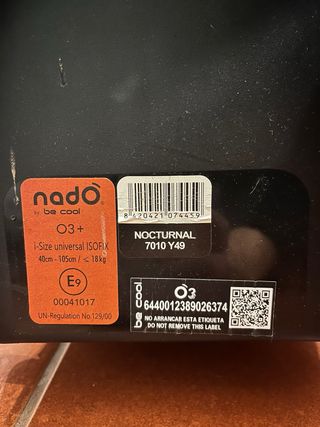 nadó
by be cool
O3+
i-Size universal ISOFIX
40cm - 105cm / ≤ 18kg
E9
00041017
UN-Regulation No.129/00
8 420421 074459
NOCTURNAL
7010 Y49
be cool
O3
6440012389026374
NO ARRANCAR ESTA ETIQUETA
DO NOT REMOVE THIS LABEL